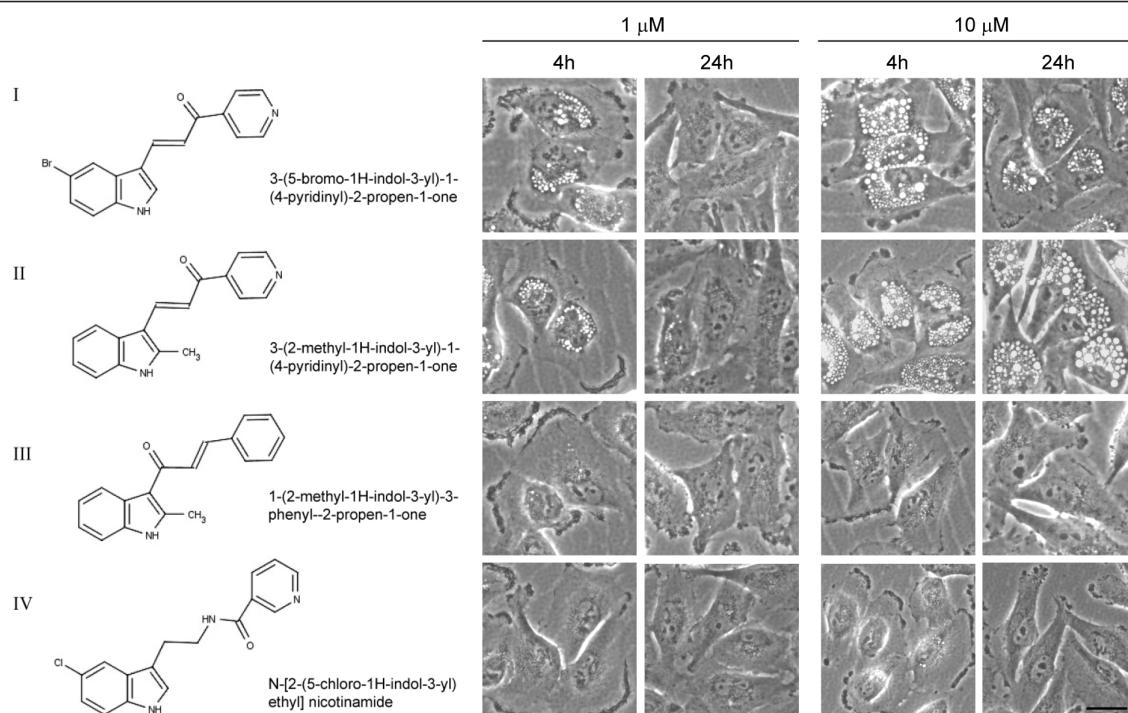 1 μM 10 μM
4h 24h 4h 24h
I
O
N
Br
NH
3-(5-bromo-1H-indol-3-yl)-1-
(4-pyridinyl)-2-propen-1-one
II
O
N
CH3
NH
3-(2-methyl-1H-indol-3-yl)-1-
(4-pyridinyl)-2-propen-1-one
III
O
CH3
NH
1-(2-methyl-1H-indol-3-yl)-3-
phenyl--2-propen-1-one
IV
N
HN
O
Cl
NH
N-[2-(5-chloro-1H-indol-3-yl)
ethyl] nicotinamide